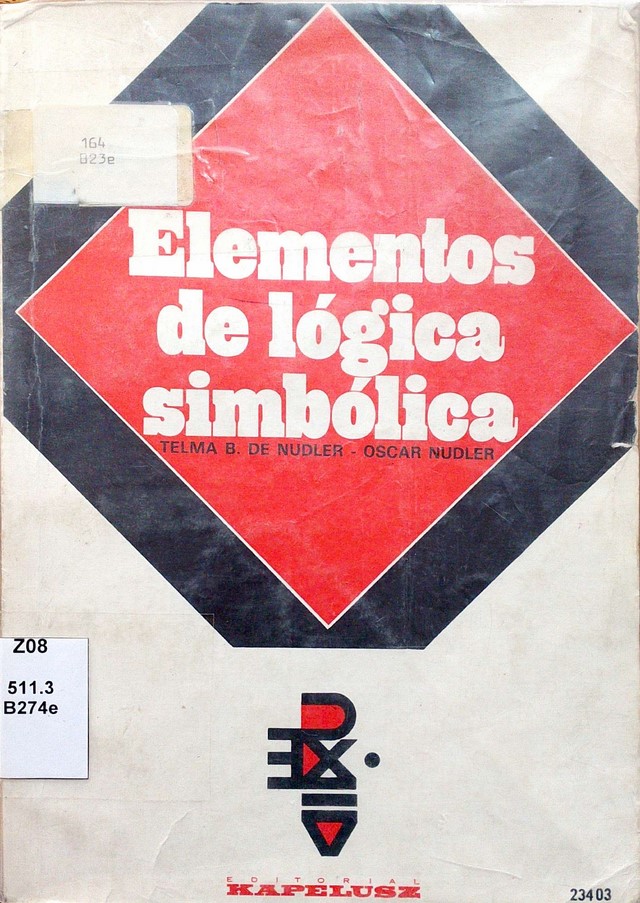 164
B23e
Elementos
de lógica
simbólica
TELMA B. DE NUDLER - OSCAR NUDLER
Z08
511.3
B274e
EDITORIAL
KAPELUSZ
23403